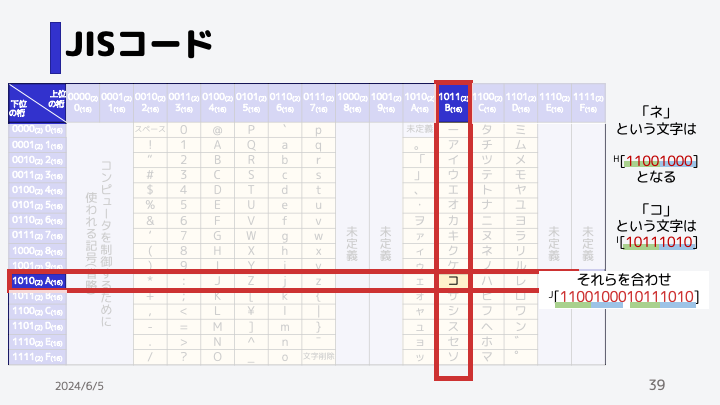 JISコード
上位の桁 0000(2) 0(16) 0001(2) 1(16) 0010(2) 2(16) 0011(2) 3(16) 0100(2) 4(16) 0101(2) 5(16) 0110(2) 6(16) 0111(2) 7(16) 1000(2) 8(16) 1001(2) 9(16) 1010(2) A(16) 1011(2) B(16) 1100(2) C(16) 1101(2) D(16) 1110(2) E(16) 1111(2) F(16)
下位の桁
0000(2) 0(16) スペース 0 @ P ` p 未定義 ー タ ミ
0001(2) 1(16) ! 1 A Q a q 。 ア チ ム
0010(2) 2(16) " 2 B R b r 「 イ ツ メ
0011(2) 3(16) # 3 C S c s 」 ウ テ モ
0100(2) 4(16) $ 4 D T d t 、 エ ト ヤ
0101(2) 5(16) % 5 E U e u ・ オ ナ ユ
0110(2) 6(16) & 6 F V f v ヲ カ ニ ヨ
0111(2) 7(16) ' 7 G W g w ァ キ ヌ ラ
1000(2) 8(16) ( 8 H X h x ィ ク ネ リ
) 9 I Y i y ゥ ケ ノ ル
1010(2) A(16) * : J Z j z ェ コ ハ レ
1011(2) B(16) + ; K [ k { ォ サ ヒ ロ
1100(2) C(16) , < L ¥ l | ャ シ フ ワ
1101(2) D(16) - = M ] m } ュ ス ヘ ン
1110(2) E(16) . > N ^ n ‾ ョ セ ホ ゛
1111(2) F(16) / ? O _ o 文字削除 ッ ソ マ ゜
コンピュータを制御するために
使われる記号(省略)
未定義
未定義
未定義
未定義
「ネ」
という文字は
H[11001000]
となる
「コ」
という文字は
I[10111010]
それらを合わせ
J[1100100010111010]
2024/6/5
39